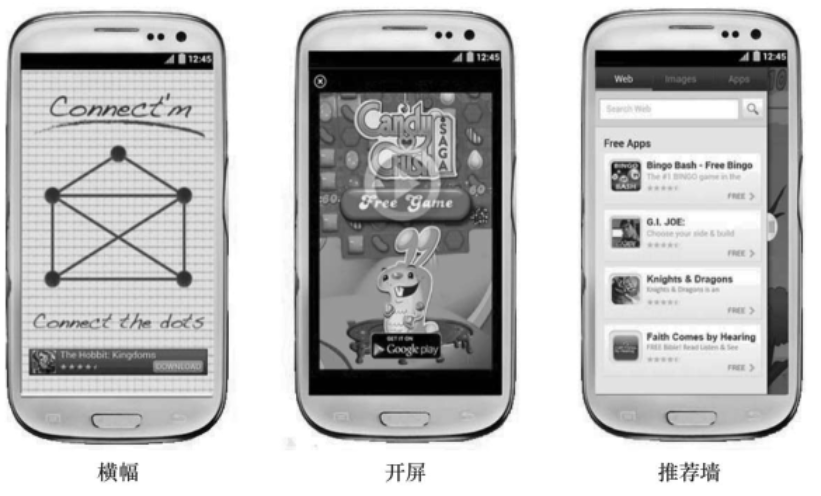 12:45
Connect'm
Connect the dots
The Hobbit: Kingdoms
DOWNLOAD
横幅
12:45
Candy
Crush
SAGA
Free Game
GET IT ON
Google play
开屏
12:45
Web Images Apps
Search Web
Free Apps
Bingo Bash - Free Bingo
The #1 BINGO game in the
FREE
BINGO
BASH
G.I. JOE:
Choose your side & build
FREE
Knights & Dragons
Knights & Dragons is an
FREE
Faith Comes by Hearing
FREE Bible! Read Listen & See
FREE
推荐墙